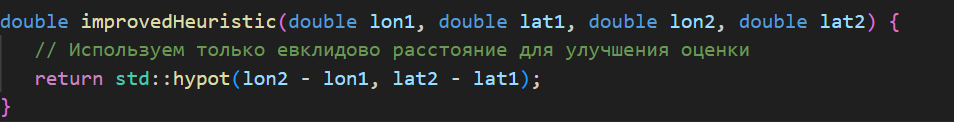 double improvedHeuristic(double lon1, double lat1, double lon2, double lat2) {
// Используем только евклидово расстояние для улучшения оценки
return std::hypot(lon2 - lon1, lat2 - lat1);
}